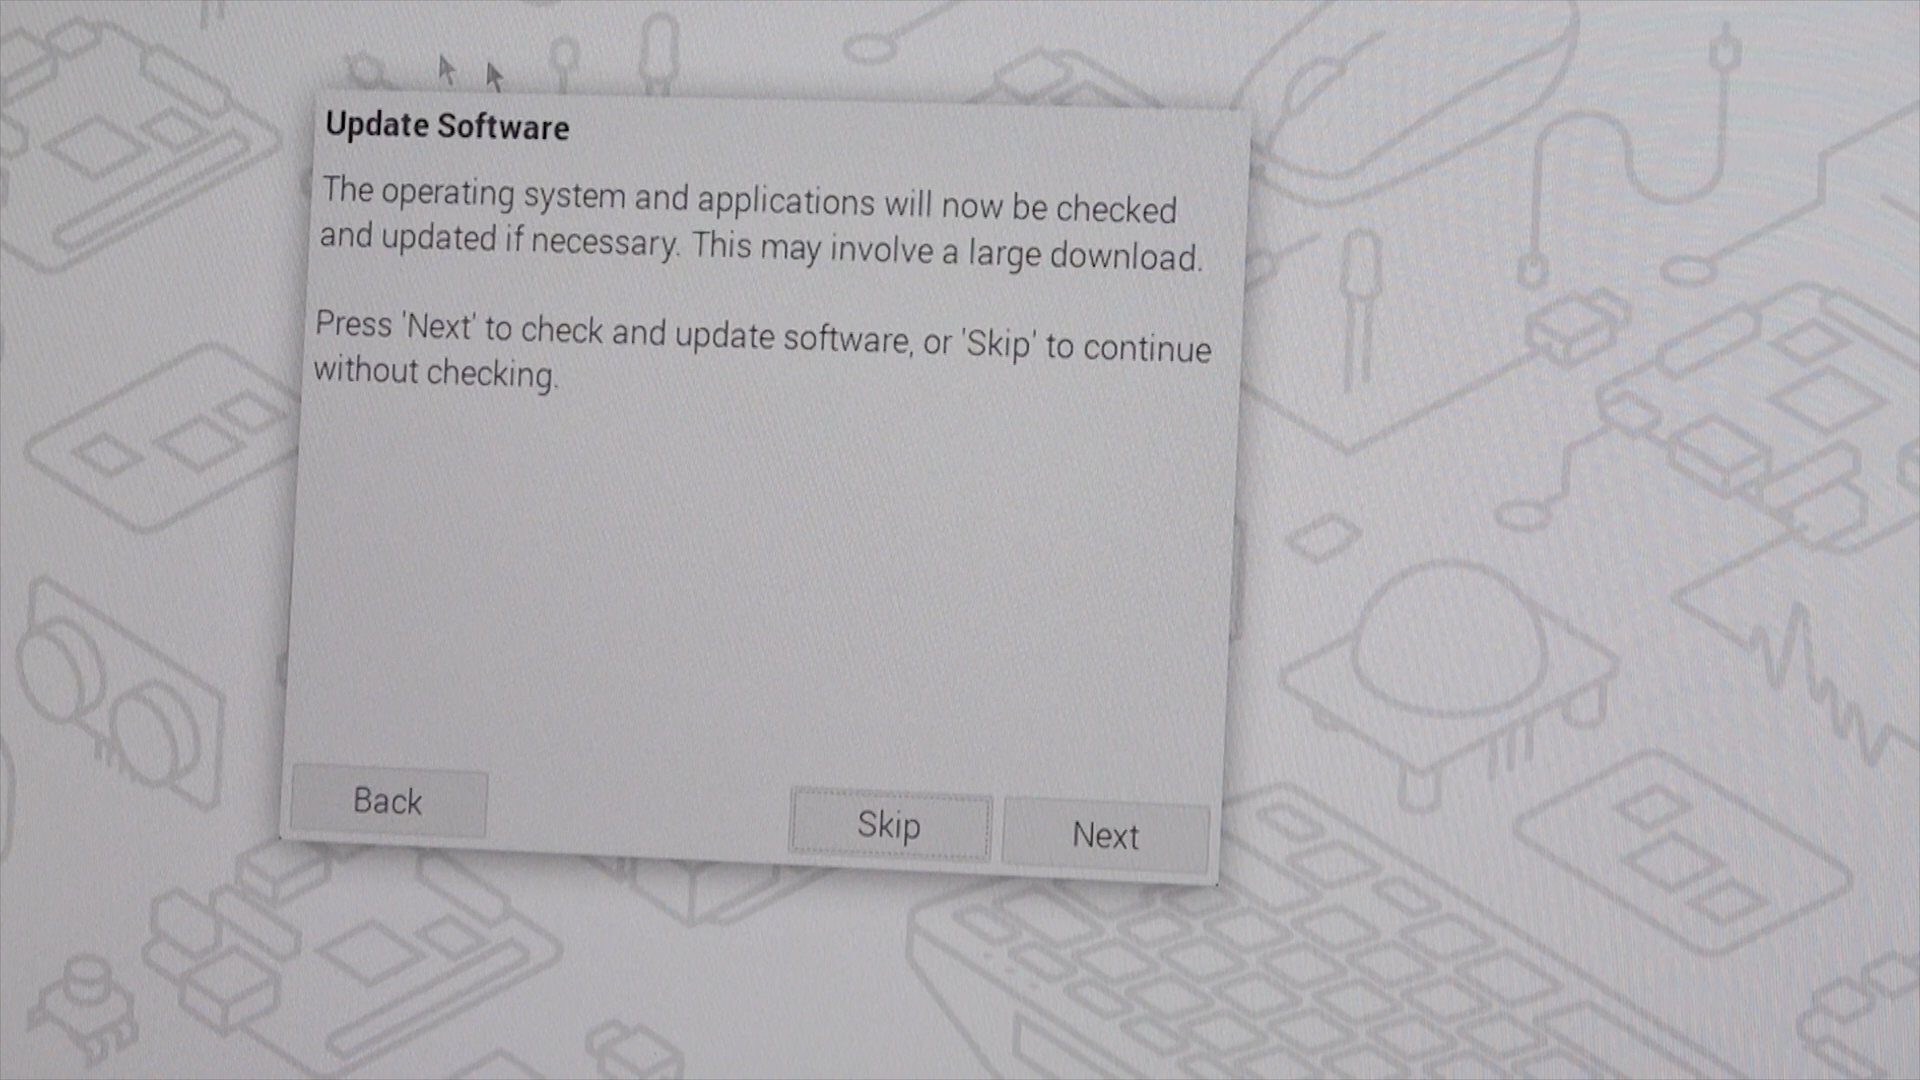 Update Software
The operating system and applications will now be checked
and updated if necessary. This may involve a large download.
Press 'Next' to check and update software, or 'Skip' to continue
without checking.
Back
Skip
Next